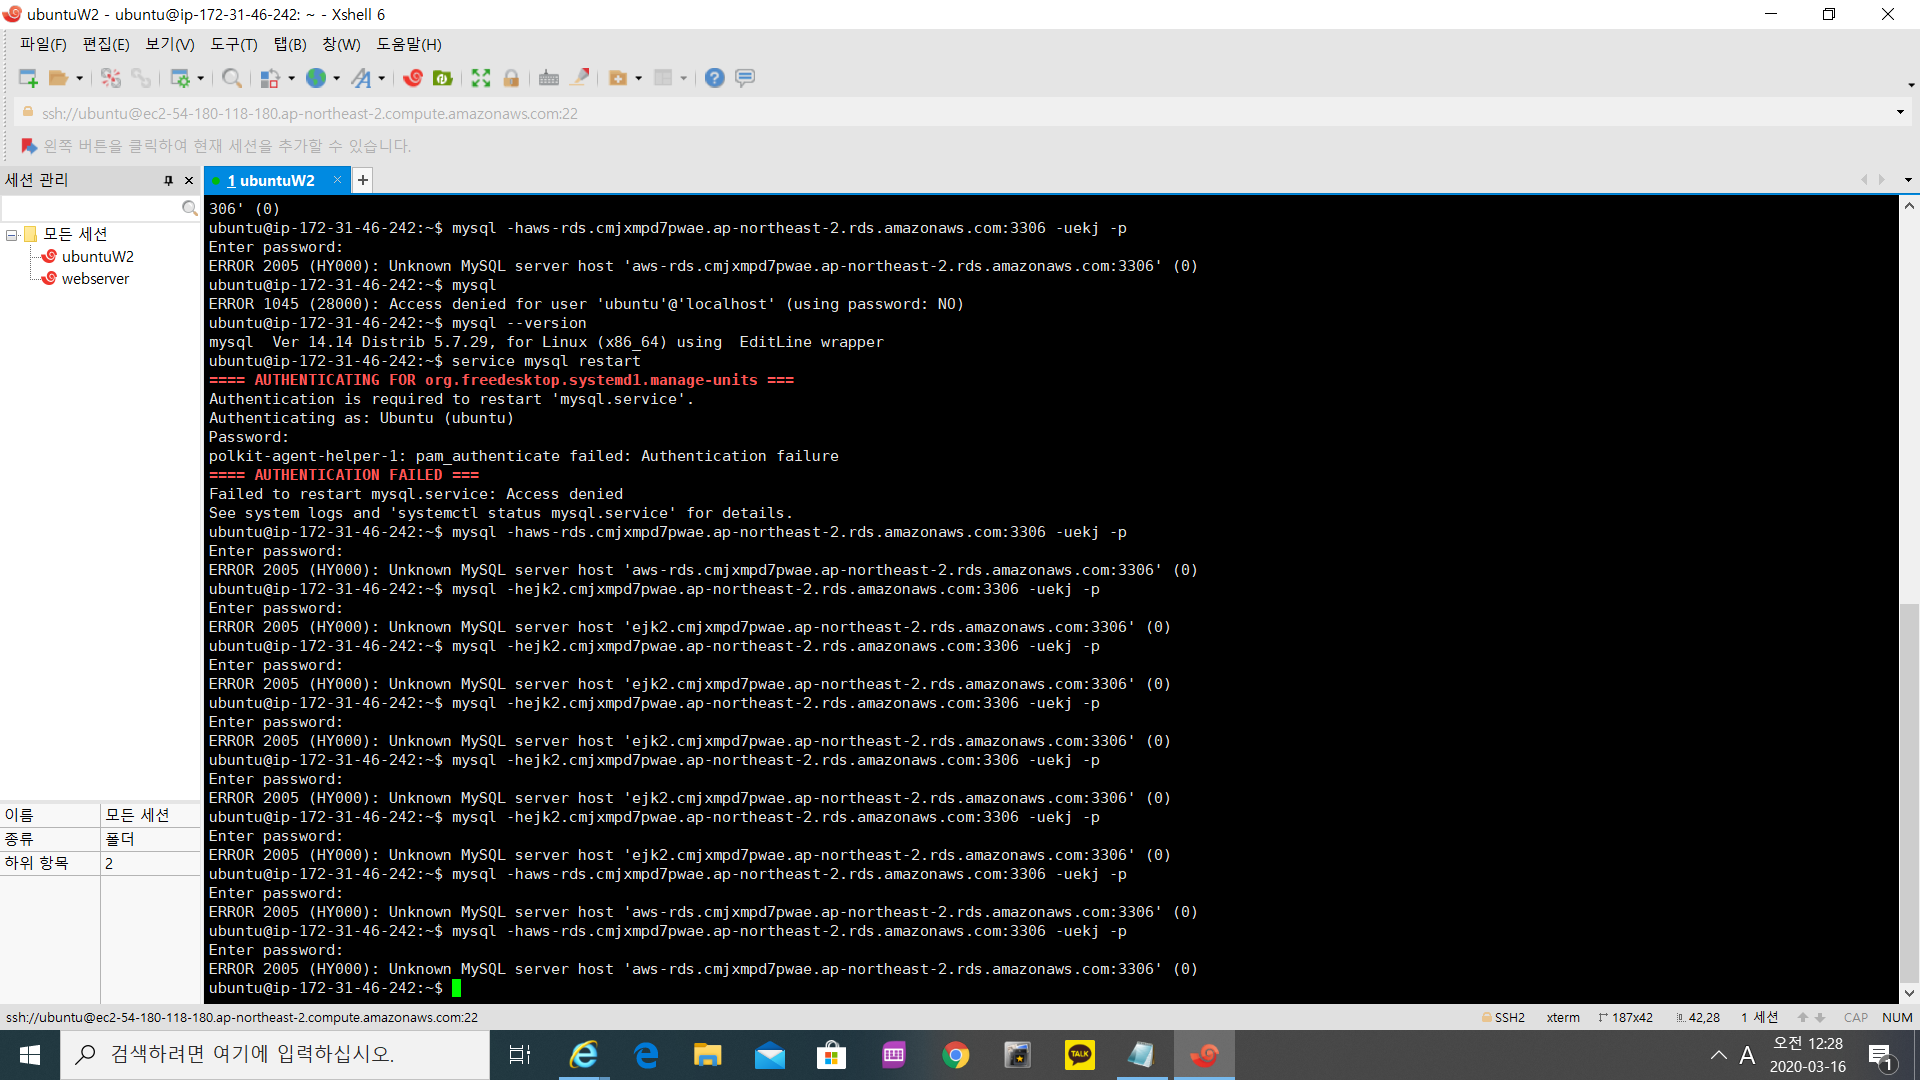 ubuntuW2 - ubuntu@ip-172-31-46-242: ~ - Xshell 6
파일(F) 편집(E) 보기(V) 도구(T) 탭(B) 창(W) 도움말(H)
ssh://ubuntu@ec2-54-180-118-180.ap-northeast-2.compute.amazonaws.com:22
왼쪽 버튼을 클릭하여 현재 세션을 추가할 수 있습니다.
세션 관리
1 ubuntuW2
모든 세션
ubuntuW2
webserver
이름 모든 세션
종류 폴더
하위 항목 2
306' (0)
ubuntu@ip-172-31-46-242:~$ mysql -haws-rds.cmjxmpd7pwae.ap-northeast-2.rds.amazonaws.com:3306 -uekj -p
Enter password:
ERROR 2005 (HY000): Unknown MySQL server host 'aws-rds.cmjxmpd7pwae.ap-northeast-2.rds.amazonaws.com:3306' (0)
ubuntu@ip-172-31-46-242:~$ mysql
ERROR 1045 (28000): Access denied for user 'ubuntu'@'localhost' (using password: NO)
ubuntu@ip-172-31-46-242:~$ mysql --version
mysql  Ver 14.14 Distrib 5.7.29, for Linux (x86_64) using  EditLine wrapper
ubuntu@ip-172-31-46-242:~$ service mysql restart
==== AUTHENTICATING FOR org.freedesktop.systemd1.manage-units ===
Authentication is required to restart 'mysql.service'.
Authenticating as: Ubuntu (ubuntu)
Password:
polkit-agent-helper-1: pam_authenticate failed: Authentication failure
==== AUTHENTICATION FAILED ===
Failed to restart mysql.service: Access denied
See system logs and 'systemctl status mysql.service' for details.
ubuntu@ip-172-31-46-242:~$ mysql -haws-rds.cmjxmpd7pwae.ap-northeast-2.rds.amazonaws.com:3306 -uekj -p
Enter password:
ERROR 2005 (HY000): Unknown MySQL server host 'aws-rds.cmjxmpd7pwae.ap-northeast-2.rds.amazonaws.com:3306' (0)
ubuntu@ip-172-31-46-242:~$ mysql -hejk2.cmjxmpd7pwae.ap-northeast-2.rds.amazonaws.com:3306 -uekj -p
Enter password:
ERROR 2005 (HY000): Unknown MySQL server host 'ejk2.cmjxmpd7pwae.ap-northeast-2.rds.amazonaws.com:3306' (0)
ubuntu@ip-172-31-46-242:~$ mysql -hejk2.cmjxmpd7pwae.ap-northeast-2.rds.amazonaws.com:3306 -uekj -p
Enter password:
ERROR 2005 (HY000): Unknown MySQL server host 'ejk2.cmjxmpd7pwae.ap-northeast-2.rds.amazonaws.com:3306' (0)
ubuntu@ip-172-31-46-242:~$ mysql -hejk2.cmjxmpd7pwae.ap-northeast-2.rds.amazonaws.com:3306 -uekj -p
Enter password:
ERROR 2005 (HY000): Unknown MySQL server host 'ejk2.cmjxmpd7pwae.ap-northeast-2.rds.amazonaws.com:3306' (0)
ubuntu@ip-172-31-46-242:~$ mysql -hejk2.cmjxmpd7pwae.ap-northeast-2.rds.amazonaws.com:3306 -uekj -p
Enter password:
ERROR 2005 (HY000): Unknown MySQL server host 'ejk2.cmjxmpd7pwae.ap-northeast-2.rds.amazonaws.com:3306' (0)
ubuntu@ip-172-31-46-242:~$ mysql -hejk2.cmjxmpd7pwae.ap-northeast-2.rds.amazonaws.com:3306 -uekj -p
Enter password:
ERROR 2005 (HY000): Unknown MySQL server host 'ejk2.cmjxmpd7pwae.ap-northeast-2.rds.amazonaws.com:3306' (0)
ubuntu@ip-172-31-46-242:~$ mysql -haws-rds.cmjxmpd7pwae.ap-northeast-2.rds.amazonaws.com:3306 -uekj -p
Enter password:
ERROR 2005 (HY000): Unknown MySQL server host 'aws-rds.cmjxmpd7pwae.ap-northeast-2.rds.amazonaws.com:3306' (0)
ubuntu@ip-172-31-46-242:~$ mysql -haws-rds.cmjxmpd7pwae.ap-northeast-2.rds.amazonaws.com:3306 -uekj -p
Enter password:
ERROR 2005 (HY000): Unknown MySQL server host 'aws-rds.cmjxmpd7pwae.ap-northeast-2.rds.amazonaws.com:3306' (0)
ubuntu@ip-172-31-46-242:~$
ssh://ubuntu@ec2-54-180-118-180.ap-northeast-2.compute.amazonaws.com:22 SSH2 xterm 187x42 42,28 1 세션 CAP NUM
검색하려면 여기에 입력하십시오.
TALK
A
오전 12:28
2020-03-16
1